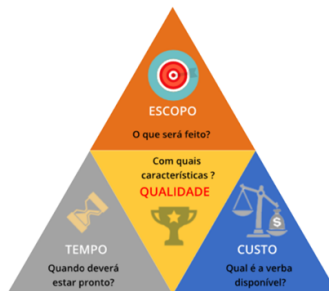 ESCOPO
O que será feito?
Com quais
características ?
QUALIDADE
TEMPO
Quando deverá
estar pronto?
CUSTO
Qual é a verba
disponível?
$